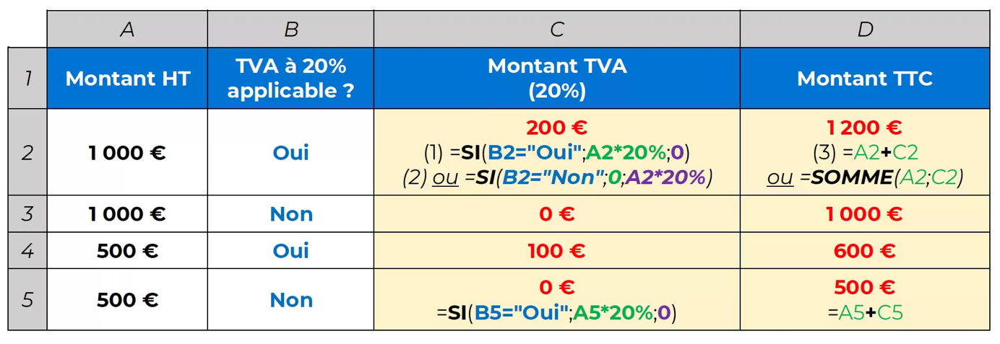 A B C D
1 Montant HT TVA à 20% applicable ? Montant TVA (20%) Montant TTC
2 1 000 € Oui 200 € 1 200 €
(1) =SI(B2="Oui";A2*20%;0) (3) =A2+C2
(2) ou =SI(B2="Non";0;A2*20%) ou =SOMME(A2;C2)
3 1 000 € Non 0 € 1 000 €
4 500 € Oui 100 € 600 €
5 500 € Non 0 € 500 €
=SI(B5="Oui";A5*20%;0) =A5+C5